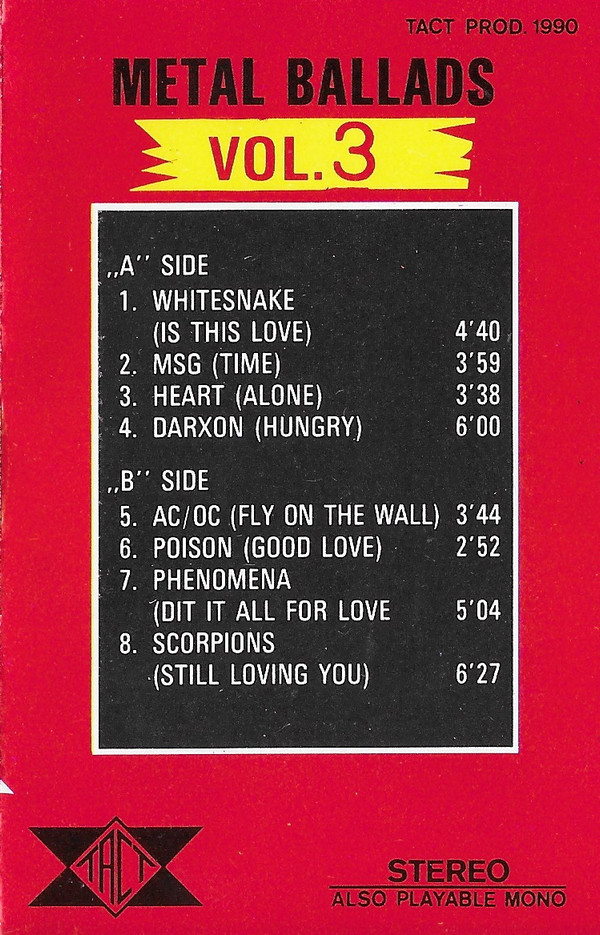 TACT PROD. 1990
METAL BALLADS
VOL. 3
„A” SIDE
1. WHITESNAKE
(IS THIS LOVE) 4'40
2. MSG (TIME) 3'59
3. HEART (ALONE) 3'38
4. DARXON (HUNGRY) 6'00
„B” SIDE
5. AC/OC (FLY ON THE WALL) 3'44
6. POISON (GOOD LOVE) 2'52
7. PHENOMENA
(DIT IT ALL FOR LOVE 5'04
8. SCORPIONS
(STILL LOVING YOU) 6'27
TACT
STEREO
ALSO PLAYABLE MONO